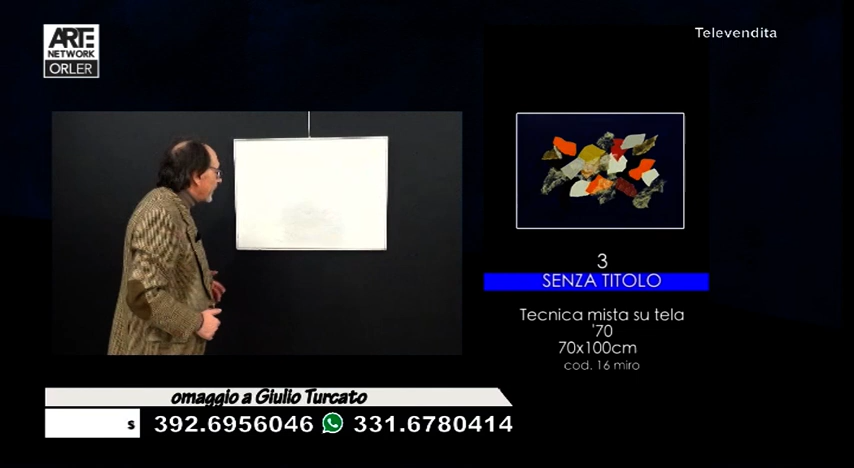 ARTE
NETWORK
ORLER
Televendita
3
SENZA TITOLO
Tecnica mista su tela
'70
70x100cm
cod. 16 miro
omaggio a Giulio Turcato
s 392.6956046 331.6780414